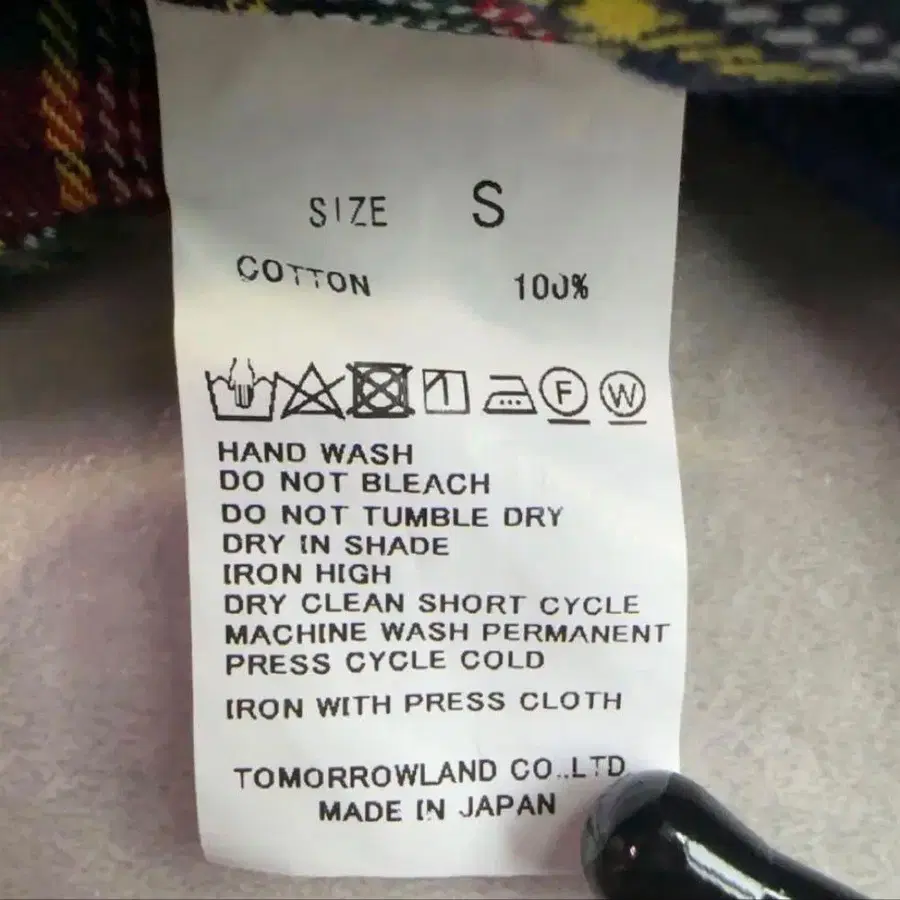 SIZE S
COTTON 100%
F W
HAND WASH
DO NOT BLEACH
DO NOT TUMBLE DRY
DRY IN SHADE
IRON HIGH
DRY CLEAN SHORT CYCLE
MACHINE WASH PERMANENT
PRESS CYCLE COLD
IRON WITH PRESS CLOTH
TOMORROWLAND CO.,LTD
MADE IN JAPAN